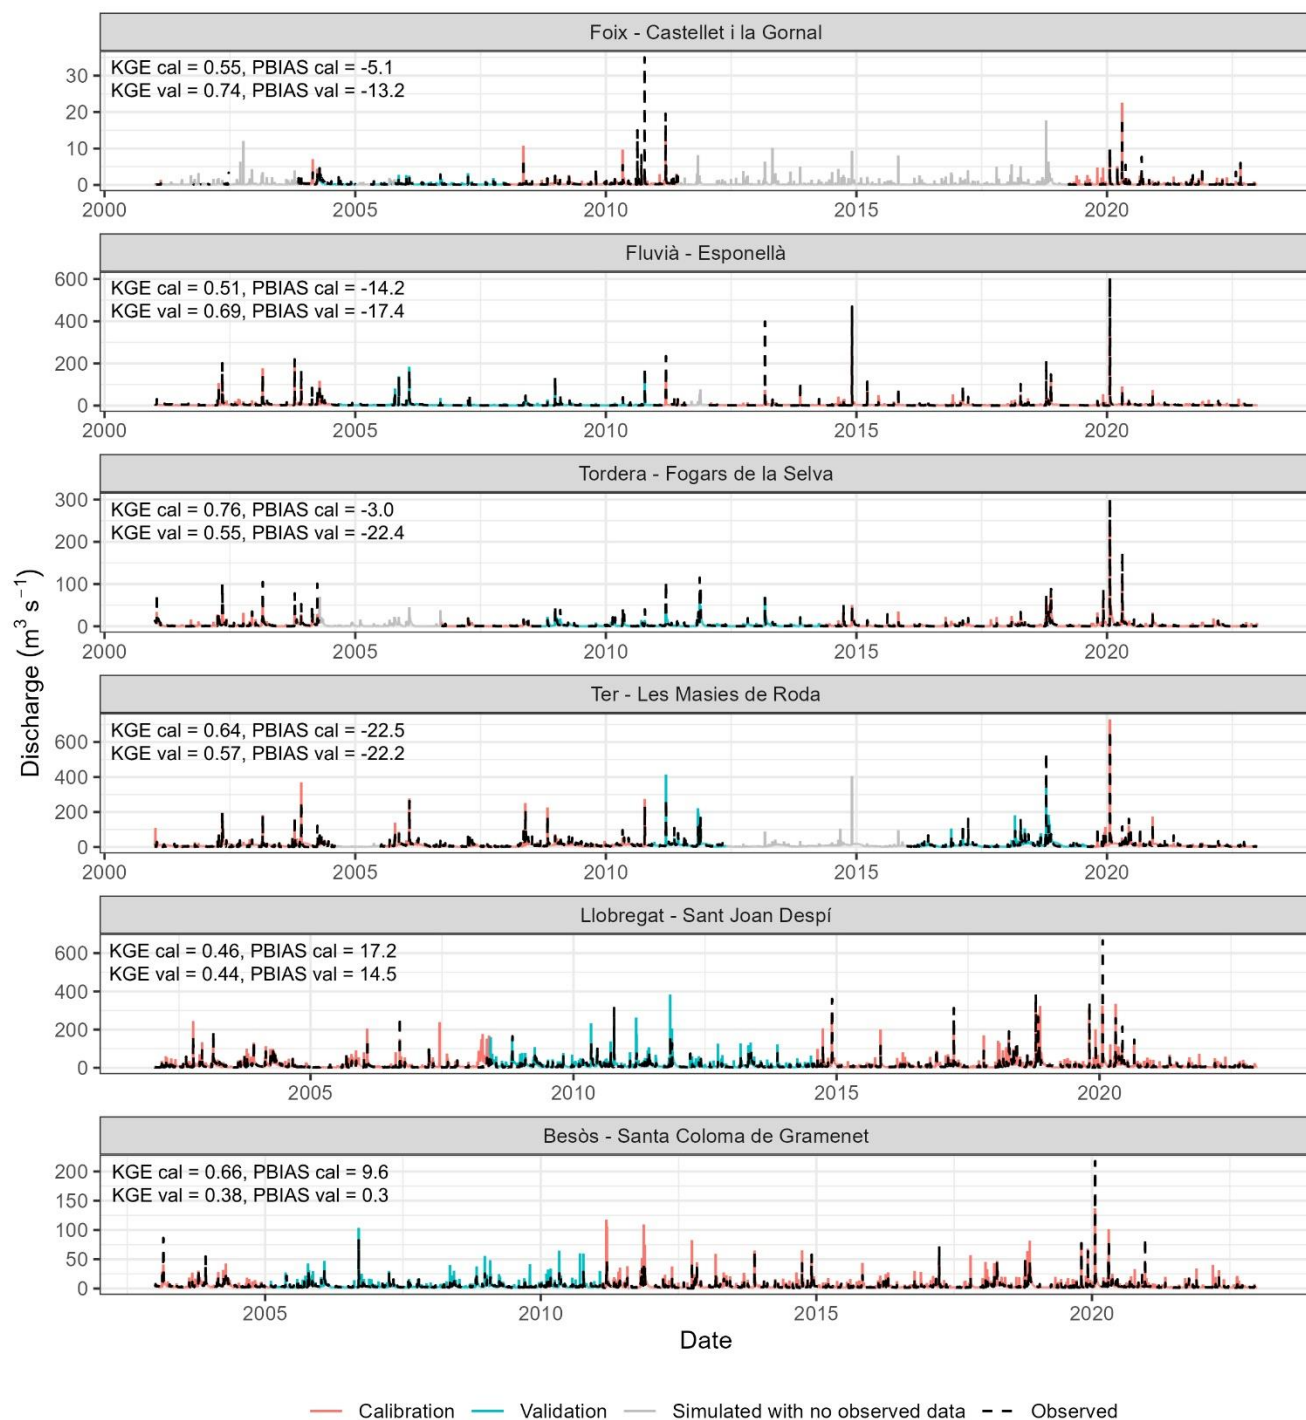 Foix - Castellet i la Gornal
KGE cal = 0.55, PBIAS cal = -5.1
KGE val = 0.74, PBIAS val = -13.2
30
20
10
0
2000 2005 2010 2015 2020
Fluvià - Esponellà
KGE cal = 0.51, PBIAS cal = -14.2
KGE val = 0.69, PBIAS val = -17.4
600
400
200
0
2000 2005 2010 2015 2020
Tordera - Fogars de la Selva
KGE cal = 0.76, PBIAS cal = -3.0
KGE val = 0.55, PBIAS val = -22.4
300
200
100
0
2000 2005 2010 2015 2020
Discharge (m³ s⁻¹)
Ter - Les Masies de Roda
KGE cal = 0.64, PBIAS cal = -22.5
KGE val = 0.57, PBIAS val = -22.2
600
400
200
0
2000 2005 2010 2015 2020
Llobregat - Sant Joan Despí
KGE cal = 0.46, PBIAS cal = 17.2
KGE val = 0.44, PBIAS val = 14.5
600
400
200
0
2005 2010 2015 2020
Besòs - Santa Coloma de Gramenet
KGE cal = 0.66, PBIAS cal = 9.6
KGE val = 0.38, PBIAS val = 0.3
200
150
100
50
0
2005 2010 2015 2020
Date
Calibration Validation Simulated with no observed data Observed